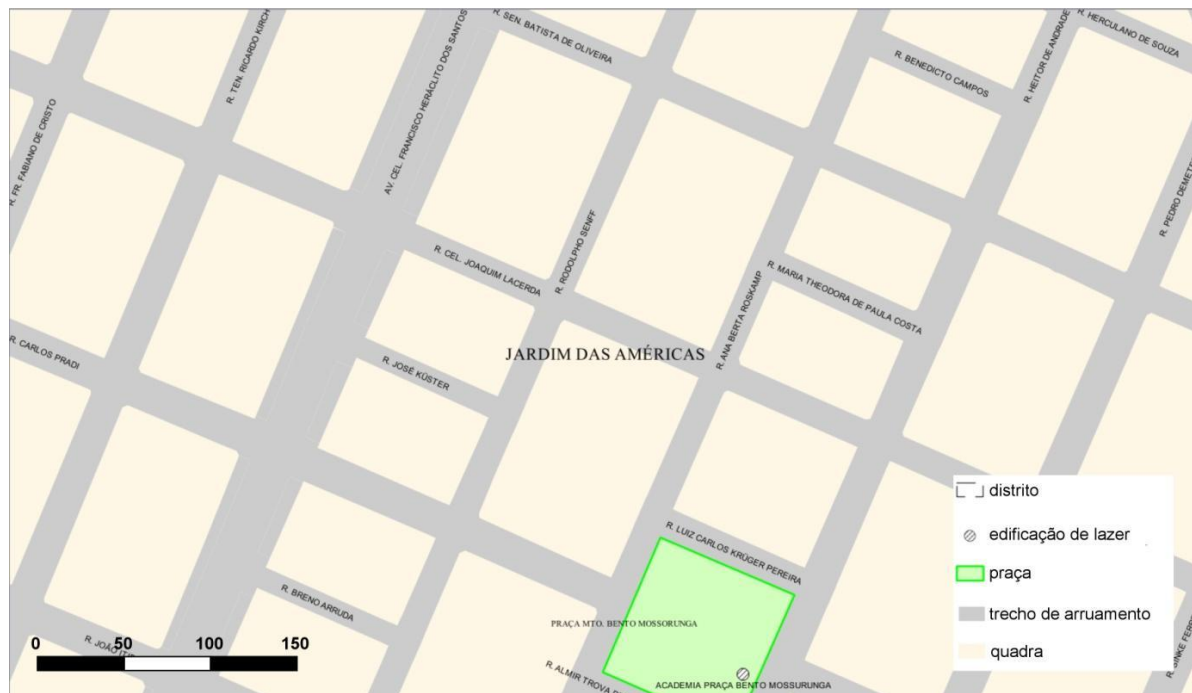 R. SEN. BATISTA DE OLIVEIRA
R. HERCULANO DE SOUZA
R. TEN. RICARDO KIRCH
AV. CEL. FRANCISCO HERÁCLITO DOS SANTOS
R. BENEDICTO CAMPOS
R. HEITOR DE ANDRADE
R. FR. FABIANO DE CRISTO
R. PEDRO DEMETE
R. CEL. JOAQUIM LACERDA
R. RODOLPHO SENFF
R. MARIA THEODORA DE PAULA COSTA
R. ANA BERTA ROSKAMP
R. CARLOS PRADI
JARDIM DAS AMÉRICAS
R. JOSÉ KÜSTER
distrito
edificação de lazer
praça
trecho de arruamento
quadra
R. LUIZ CARLOS KRÜGER PEREIRA
R. BRENO ARRUDA
PRAÇA MTO. BENTO MOSSORUNGA
R. JOÃO
0 50 100 150
R. ALMIR TROVA
ACADEMIA PRAÇA BENTO MOSSURUNGA